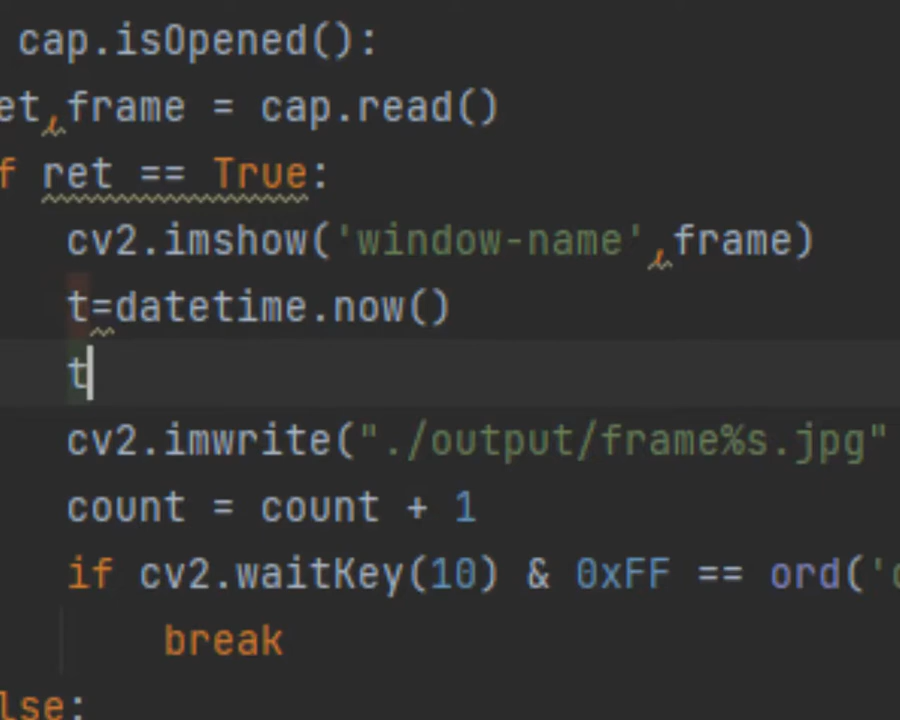 cap.isOpened():
et,frame = cap.read()
f ret == True:
cv2.imshow('window-name',frame)
t=datetime.now()
t
cv2.imwrite("./output/frame%s.jpg"
count = count + 1
if cv2.waitKey(10) & 0xFF == ord('
break
lse: